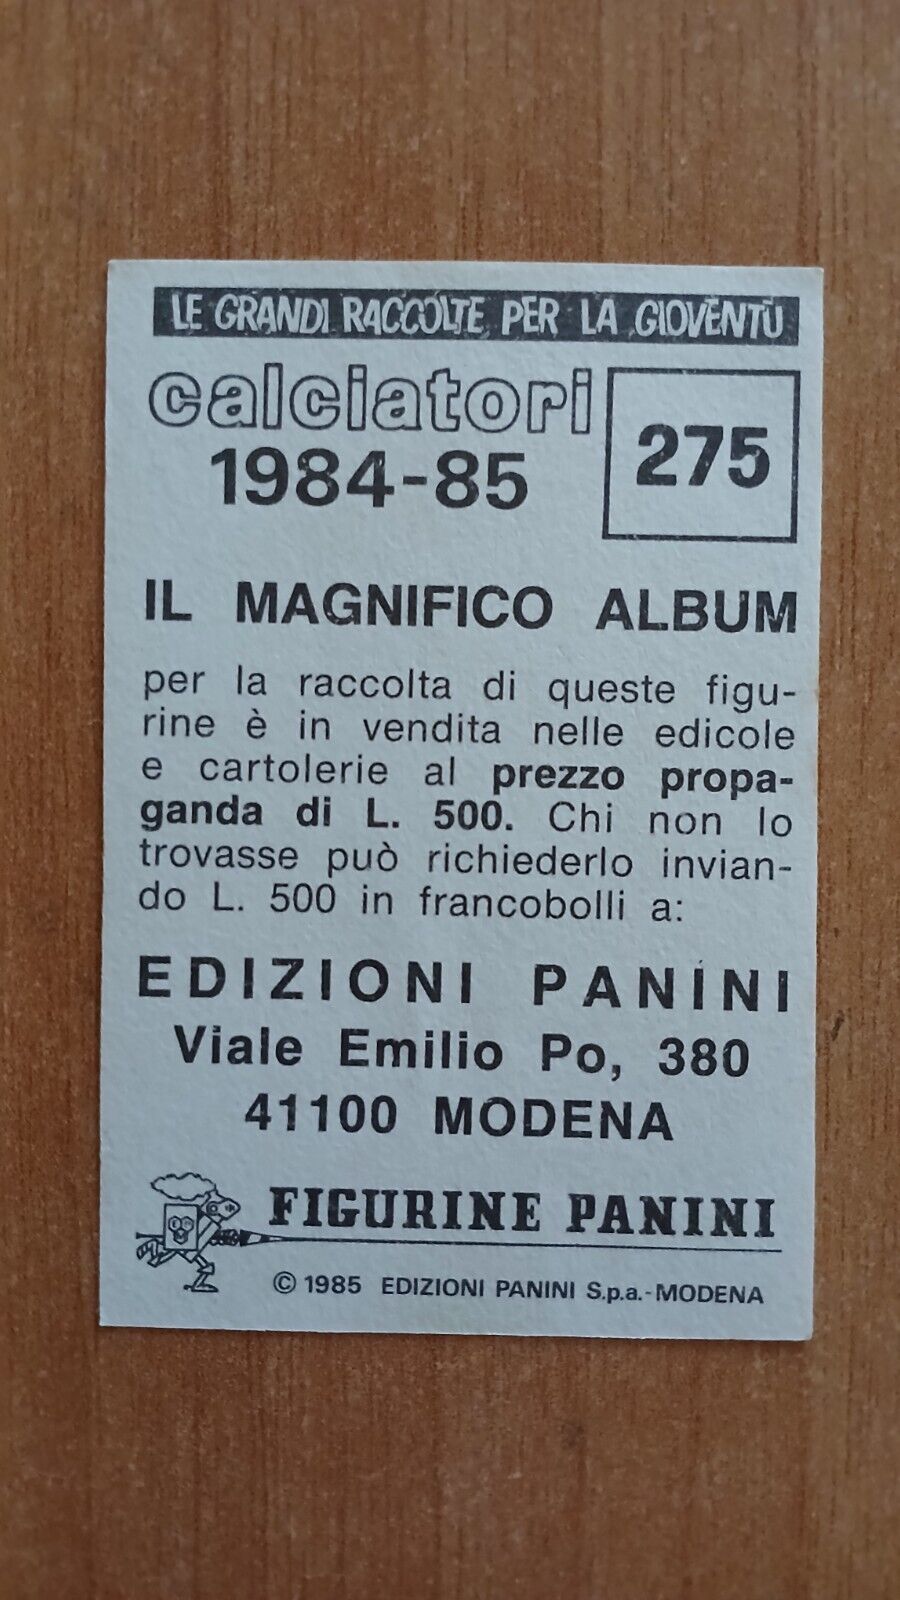 LE GRANDI RACCOLTE PER LA GIOVENTÙ
calciatori
1984-85
275
IL MAGNIFICO ALBUM
per la raccolta di queste figu-
rine è in vendita nelle edicole
e cartolerie al prezzo propa-
ganda di L. 500. Chi non lo
trovasse può richiederlo invian-
do L. 500 in francobolli a:
EDIZIONI PANINI
Viale Emilio Po, 380
41100 MODENA
FIGURINE PANINI
© 1985 EDIZIONI PANINI S.p.a.-MODENA